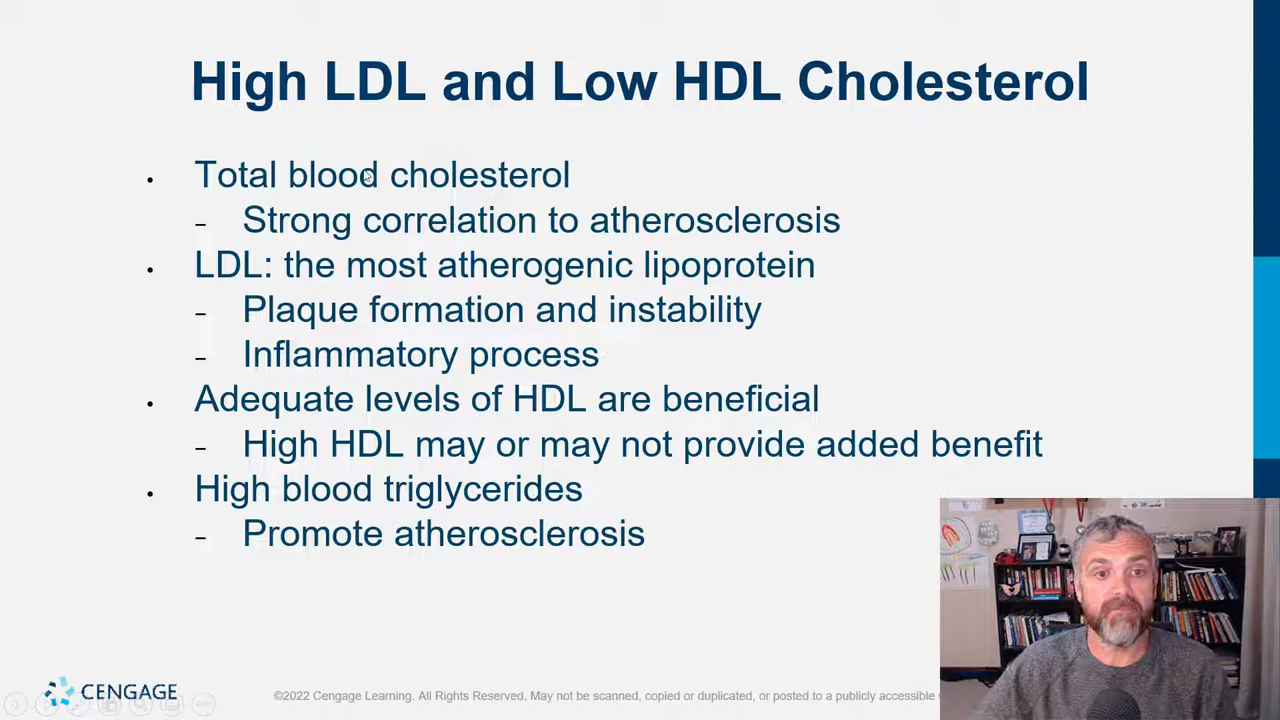 High LDL and Low HDL Cholesterol
• Total blood cholesterol
– Strong correlation to atherosclerosis
• LDL: the most atherogenic lipoprotein
– Plaque formation and instability
– Inflammatory process
• Adequate levels of HDL are beneficial
– High HDL may or may not provide added benefit
• High blood triglycerides
– Promote atherosclerosis
CENGAGE
©2022 Cengage Learning. All Rights Reserved. May not be scanned, copied or duplicated, or posted to a publicly accessible